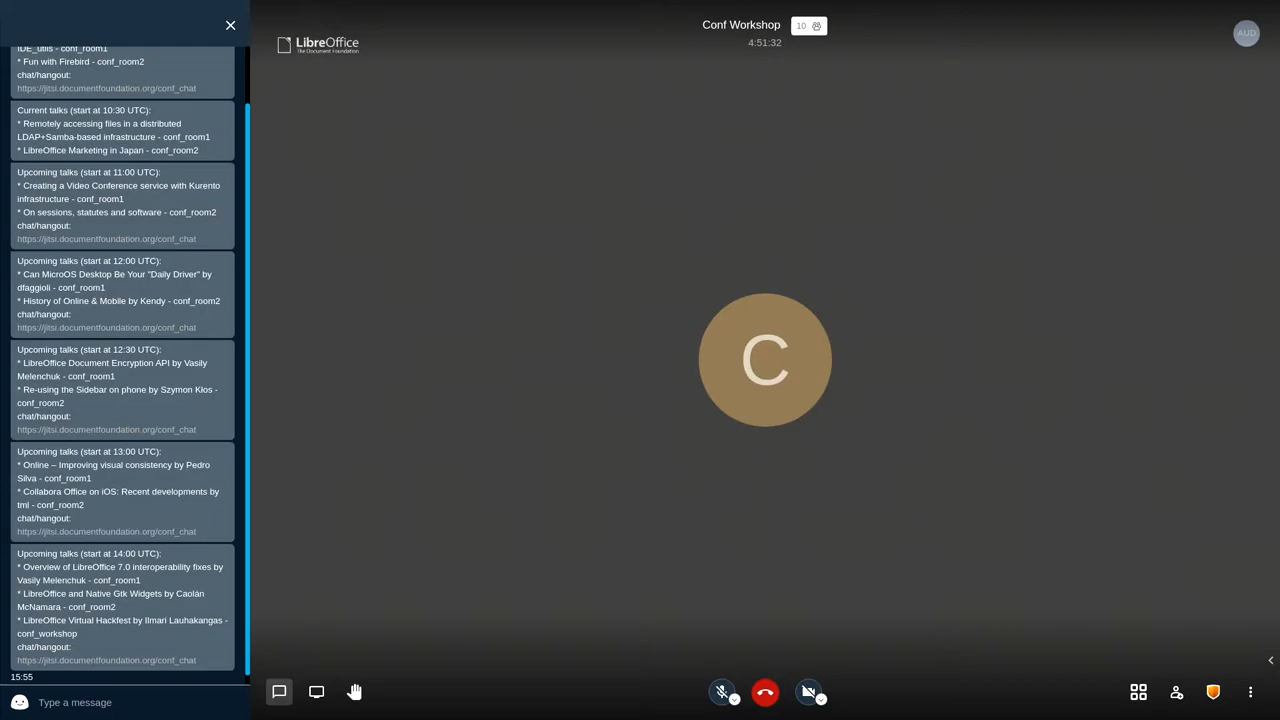 IDE_utils - conf_room1
* Fun with Firebird - conf_room2
chat/hangout:
https://jitsi.documentfoundation.org/conf_chat
Current talks (start at 10:30 UTC):
* Remotely accessing files in a distributed
LDAP+Samba-based infrastructure - conf_room1
* LibreOffice Marketing in Japan - conf_room2
Upcoming talks (start at 11:00 UTC):
* Creating a Video Conference service with Kurento
infrastructure - conf_room1
* On sessions, statutes and software - conf_room2
chat/hangout:
https://jitsi.documentfoundation.org/conf_chat
Upcoming talks (start at 12:00 UTC):
* Can MicroOS Desktop Be Your "Daily Driver" by
dfaggioli - conf_room1
* History of Online & Mobile by Kendy - conf_room2
chat/hangout:
https://jitsi.documentfoundation.org/conf_chat
Upcoming talks (start at 12:30 UTC):
* LibreOffice Document Encryption API by Vasily
Melenchuk - conf_room1
* Re-using the Sidebar on phone by Szymon Kłos -
conf_room2
chat/hangout:
https://jitsi.documentfoundation.org/conf_chat
Upcoming talks (start at 13:00 UTC):
* Online – Improving visual consistency by Pedro
Silva - conf_room1
* Collabora Office on iOS: Recent developments by
tml - conf_room2
chat/hangout:
https://jitsi.documentfoundation.org/conf_chat
Upcoming talks (start at 14:00 UTC):
* Overview of LibreOffice 7.0 interoperability fixes by
Vasily Melenchuk - conf_room1
* LibreOffice and Native Gtk Widgets by Caolán
McNamara - conf_room2
* LibreOffice Virtual Hackfest by Ilmari Lauhakangas -
conf_workshop
chat/hangout:
https://jitsi.documentfoundation.org/conf_chat
15:55
Type a message
LibreOffice
The Document Foundation
Conf Workshop 10
4:51:32
AUD
C